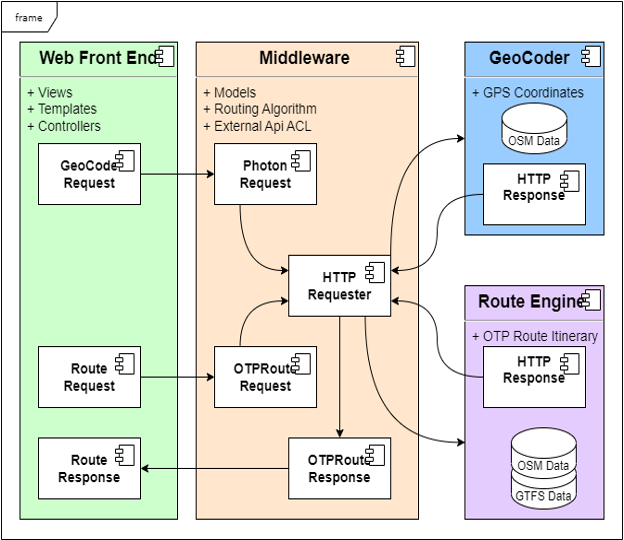 frame
Web Front End
+ Views
+ Templates
+ Controllers
GeoCode
Request
Route
Request
Route
Response
Middleware
+ Models
+ Routing Algorithm
+ External Api ACL
Photon
Request
HTTP
Requester
OTPRoute
Request
OTPRoute
Response
GeoCoder
+ GPS Coordinates
OSM Data
HTTP
Response
Route Engine
+ OTP Route Itinerary
HTTP
Response
OSM Data
GTFS Data